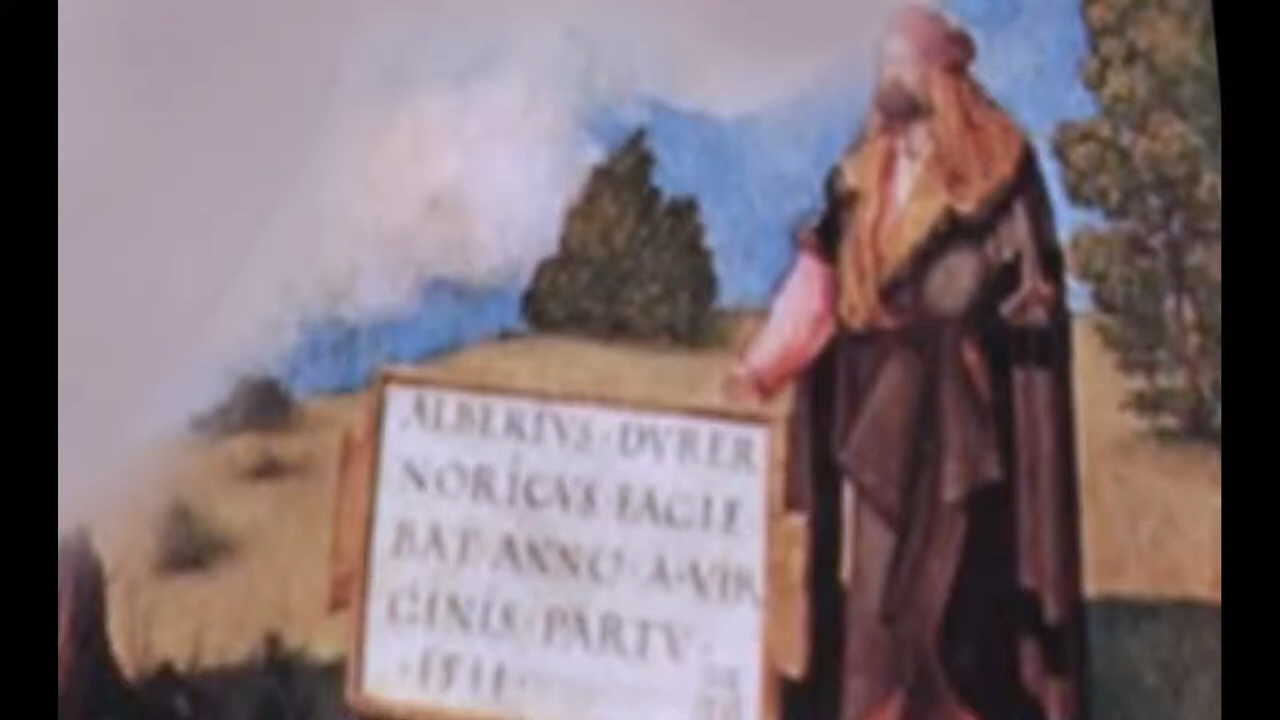 ALBERTVS·DVRER
NORICVS·FACIE
BAT·ANNO·A·VIR
GINIS·PARTV·
·1511·